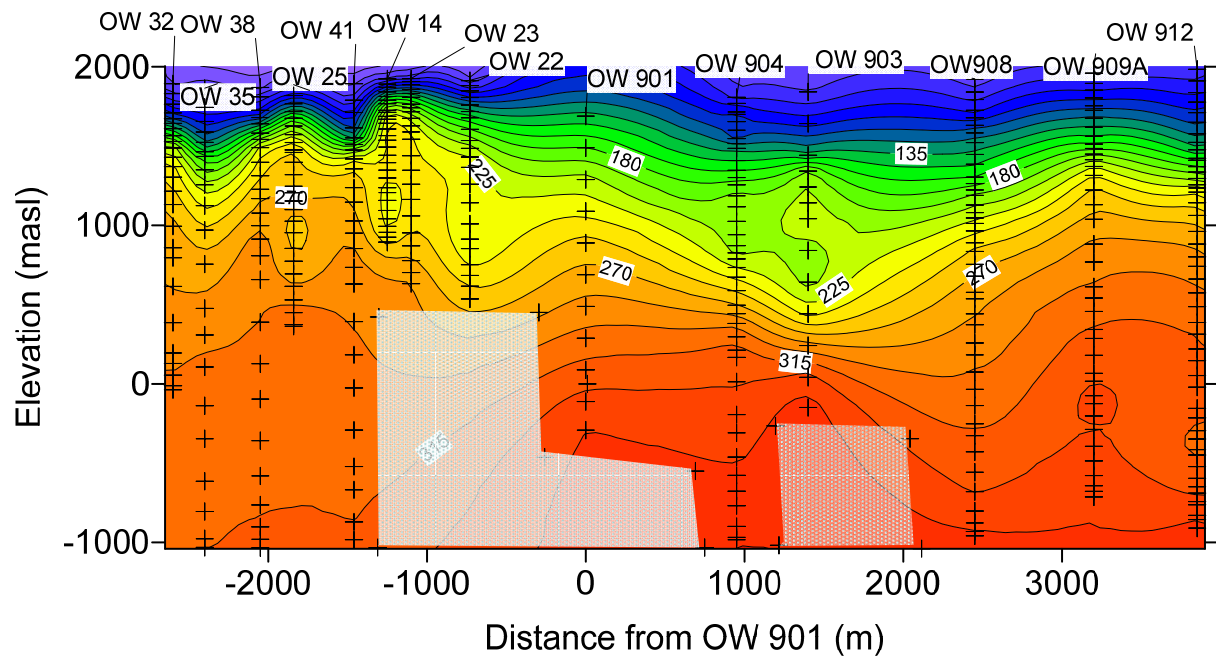 OW 32 OW 38 OW 41 OW 14 OW 23 OW 912
OW 35 OW 25 OW 22 OW 901 OW 904 OW 903 OW908 OW 909A
2000
1000
0
-1000
Elevation (masl)
135
180 180
225
270 270 270
225
315
315
-2000 -1000 0 1000 2000 3000
Distance from OW 901 (m)